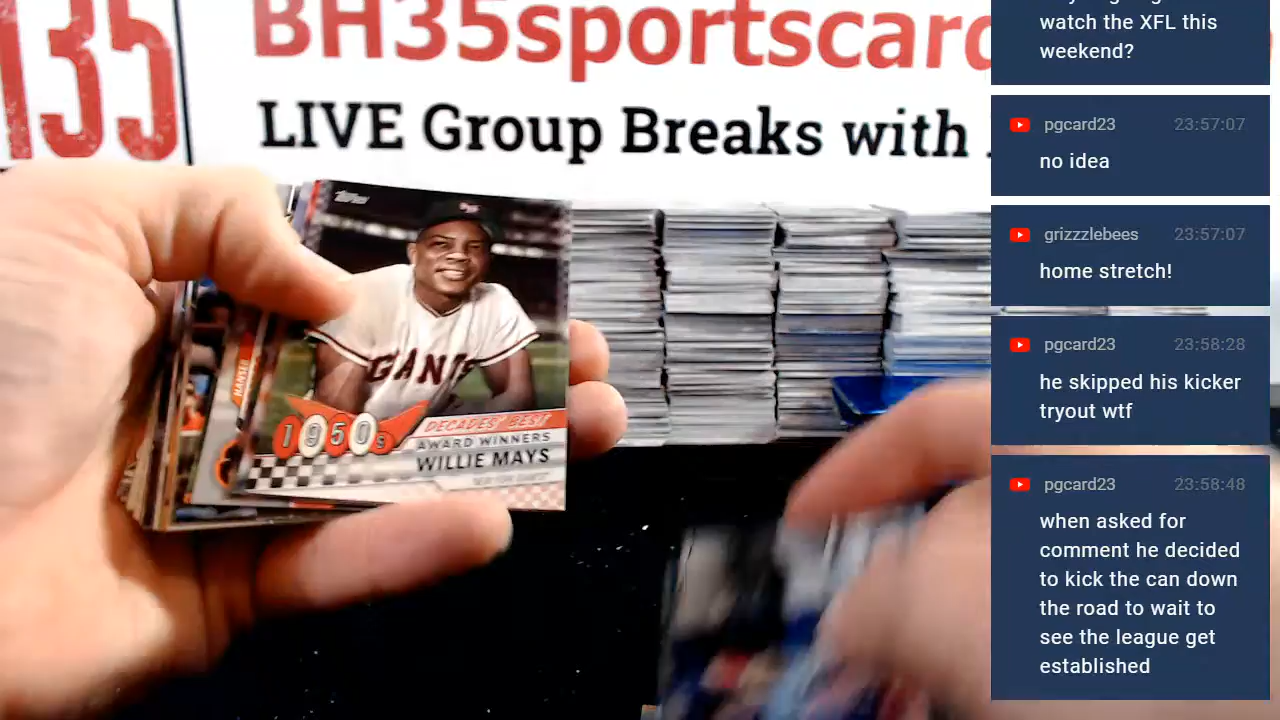 135
BH35sportscard
LIVE Group Breaks with
Topps
GIANTS
1950s
DECADES' BEST
AWARD WINNERS
WILLIE MAYS
HANSER
watch the XFL this
weekend?
pgcard23 23:57:07
no idea
grizzzlebees 23:57:07
home stretch!
pgcard23 23:58:28
he skipped his kicker
tryout wtf
pgcard23 23:58:48
when asked for
comment he decided
to kick the can down
the road to wait to
see the league get
established